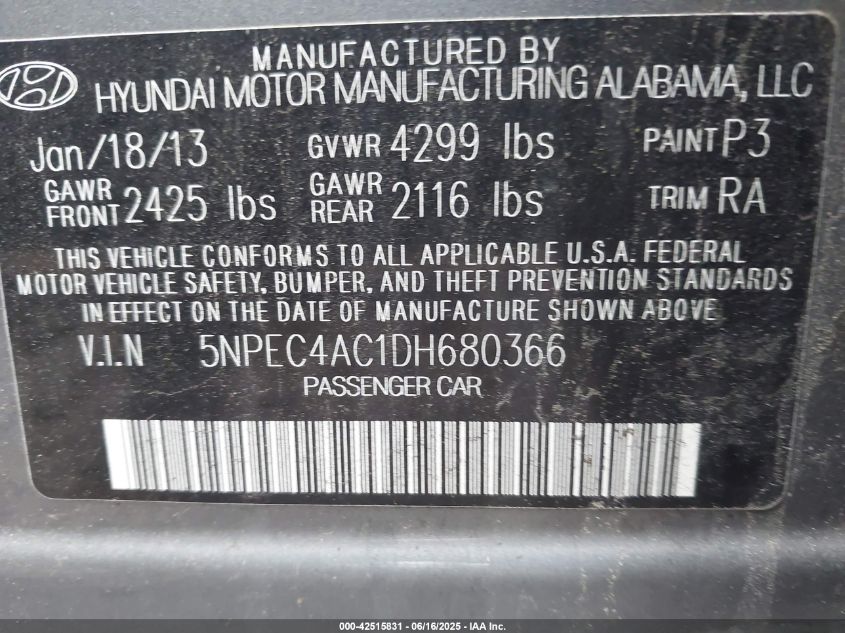 MANUFACTURED BY
HYUNDAI MOTOR MANUFACTURING ALABAMA, LLC
Jan/18/13 GVWR 4299 lbs PAINT P3
GAWR FRONT 2425 lbs GAWR REAR 2116 lbs TRIM RA
THIS VEHICLE CONFORMS TO ALL APPLICABLE U.S.A. FEDERAL
MOTOR VEHICLE SAFETY, BUMPER, AND THEFT PREVENTION STANDARDS
IN EFFECT ON THE DATE OF MANUFACTURE SHOWN ABOVE
V.I.N 5NPEC4AC1DH680366
PASSENGER CAR
000-42515831 - 06/16/2025 - IAA Inc.